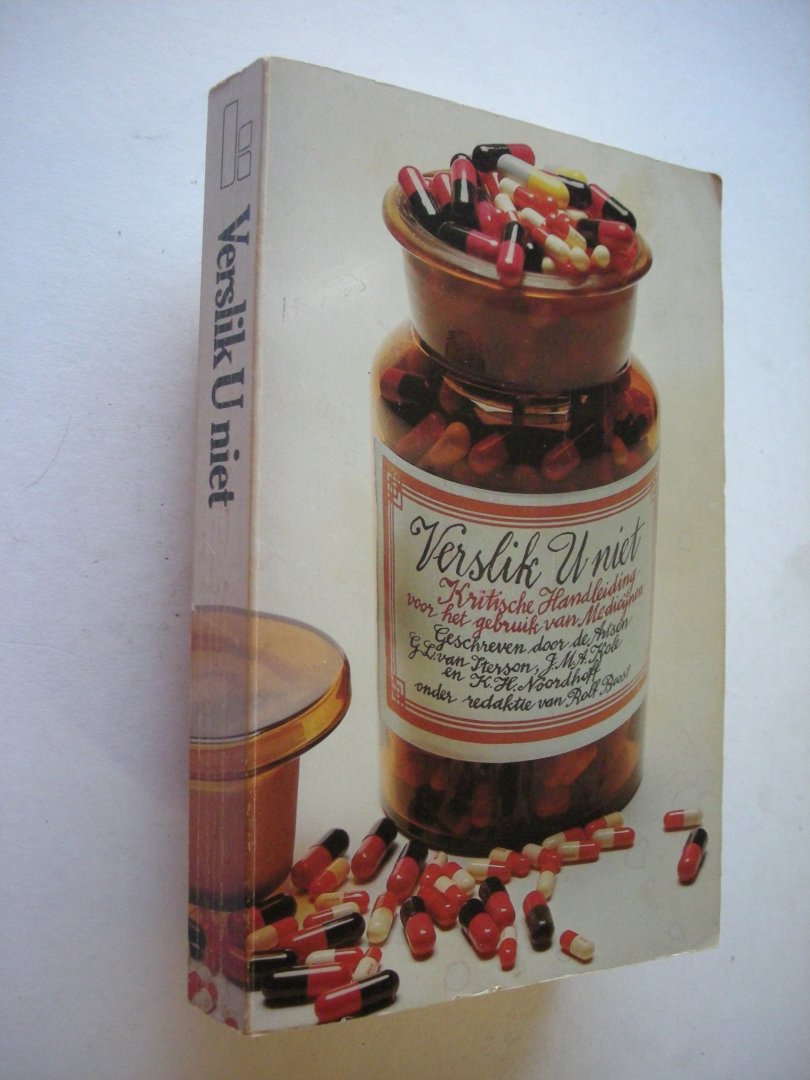 Verslik U niet
Verslik U niet
Kritische Handleiding
voor het gebruik van Medicijnen
Geschreven door de Artsen
G.L. van Iterson, J.M.A. Kole
en K.H. Noordhoff
onder redaktie van Rolf Boost